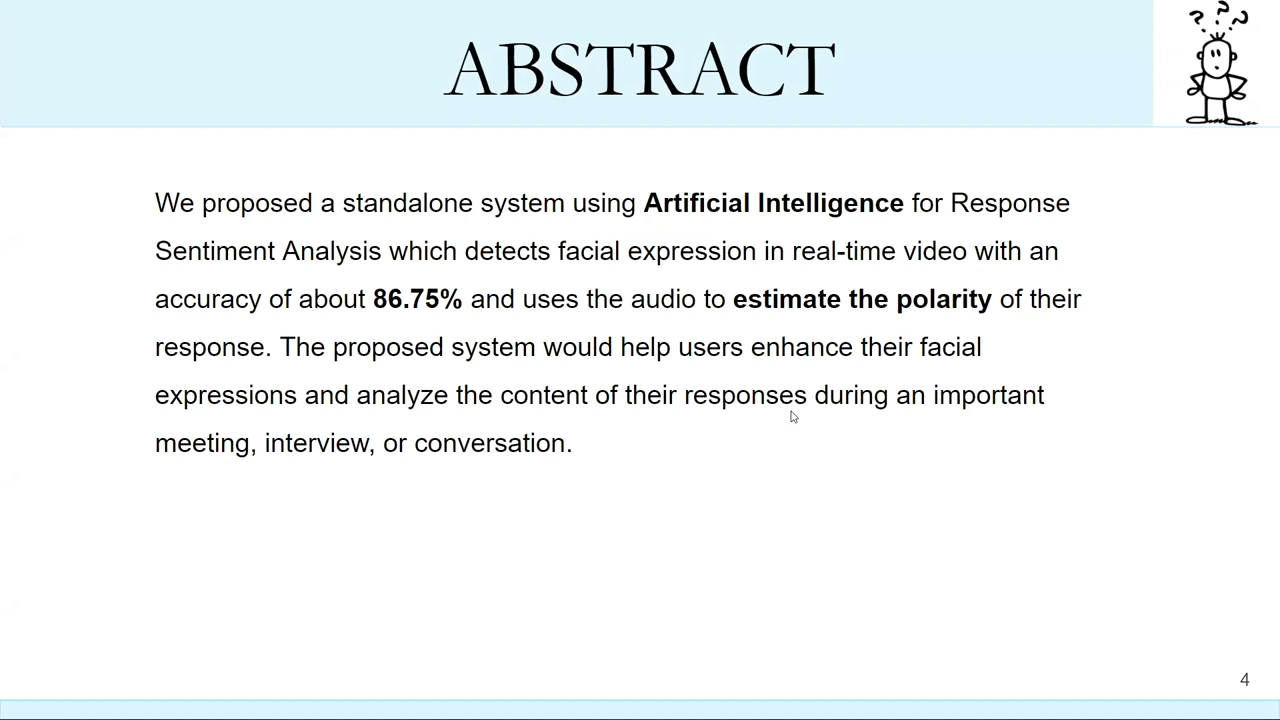 ABSTRACT
? ? ?
We proposed a standalone system using Artificial Intelligence for Response
Sentiment Analysis which detects facial expression in real-time video with an
accuracy of about 86.75% and uses the audio to estimate the polarity of their
response. The proposed system would help users enhance their facial
expressions and analyze the content of their responses during an important
meeting, interview, or conversation.
4